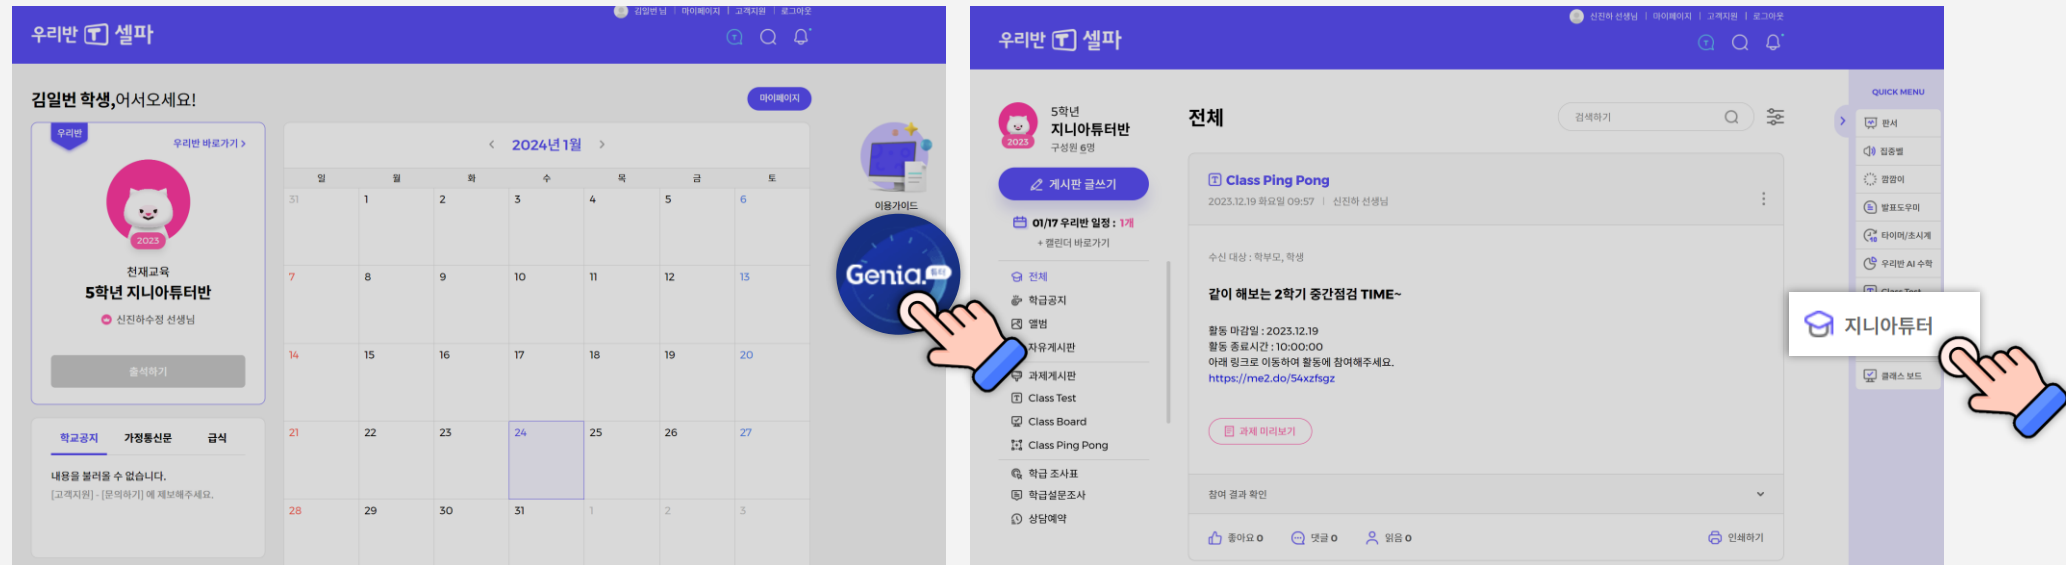 김일번 님 | 마이페이지 | 고객지원 | 로그아웃
우리반 T 셀파
김일번 학생,어서오세요!
마이페이지
우리반
우리반 바로가기 >
2023
천재교육
5학년 지니아튜터반
신진하수정 선생님
출석하기
학교공지 가정통신문 급식
내용을 불러올 수 없습니다.
[고객지원] - [문의하기] 에 제보해주세요.
< 2024년 1월 >
일 월 화 수 목 금 토
31 1 2 3 4 5 6
7 8 9 10 11 12 13
14 15 16 17 18 19 20
21 22 23 24 25 26 27
28 29 30 31 1 2 3
이용가이드
Genia. 튜터
신진하 선생님 | 마이페이지 | 고객지원 | 로그아웃
우리반 T 셀파
5학년
지니아튜터반
구성원 6명
2023
게시판 글쓰기
01/17 우리반 일정 : 1개
+ 캘린더 바로가기
전체
학급공지
앨범
자유게시판
과제게시판
Class Test
Class Board
Class Ping Pong
학급 조사표
학급설문조사
상담예약
전체
검색하기
Class Ping Pong
2023.12.19 화요일 09:57 | 신진하 선생님
수신 대상 : 학부모, 학생
같이 해보는 2학기 중간점검 TIME~
활동 마감일 : 2023.12.19
활동 종료시간 : 10:00:00
아래 링크로 이동하여 활동에 참여해주세요.
https://me2.do/54xzfsgz
과제 미리보기
참여 결과 확인
좋아요 0 댓글 0 읽음 0 인쇄하기
QUICK MENU
판서
집중벨
깜깜이
발표도우미
타이머/초시계
우리반 AI 수학
Class Test
지니아튜터
클래스 보드